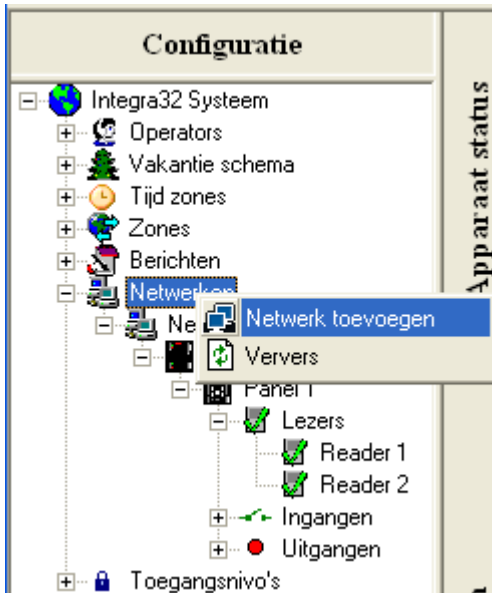 Configuratie
Integra32 Systeem
Operators
Vakantie schema
Tijd zones
Zones
Berichten
Netwerken
Netwerk toevoegen
Ne
Ververs
Panel 1
Lezers
Reader 1
Reader 2
Ingangen
Uitgangen
Toegangsnivo's
Apparaat status